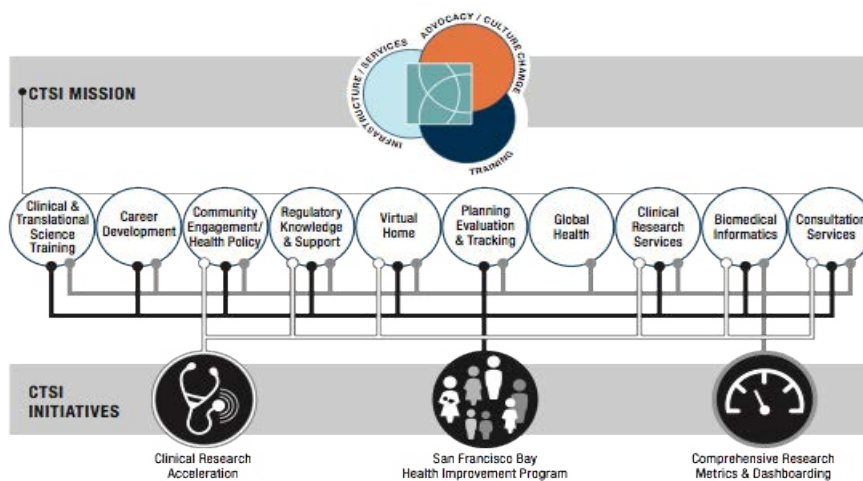 ADVOCACY / CULTURE CHANGE
INFRASTRUCTURE / SERVICES
TRAINING
CTSI MISSION
Clinical &
Translational
Science
Training
Career
Development
Community
Engagement/
Health Policy
Regulatory
Knowledge
& Support
Virtual
Home
Planning
Evaluation
& Tracking
Global
Health
Clinical
Research
Services
Biomedical
Informatics
Consultation
Services
CTSI
INITIATIVES
Clinical Research
Acceleration
San Francisco Bay
Health Improvement Program
Comprehensive Research
Metrics & Dashboarding